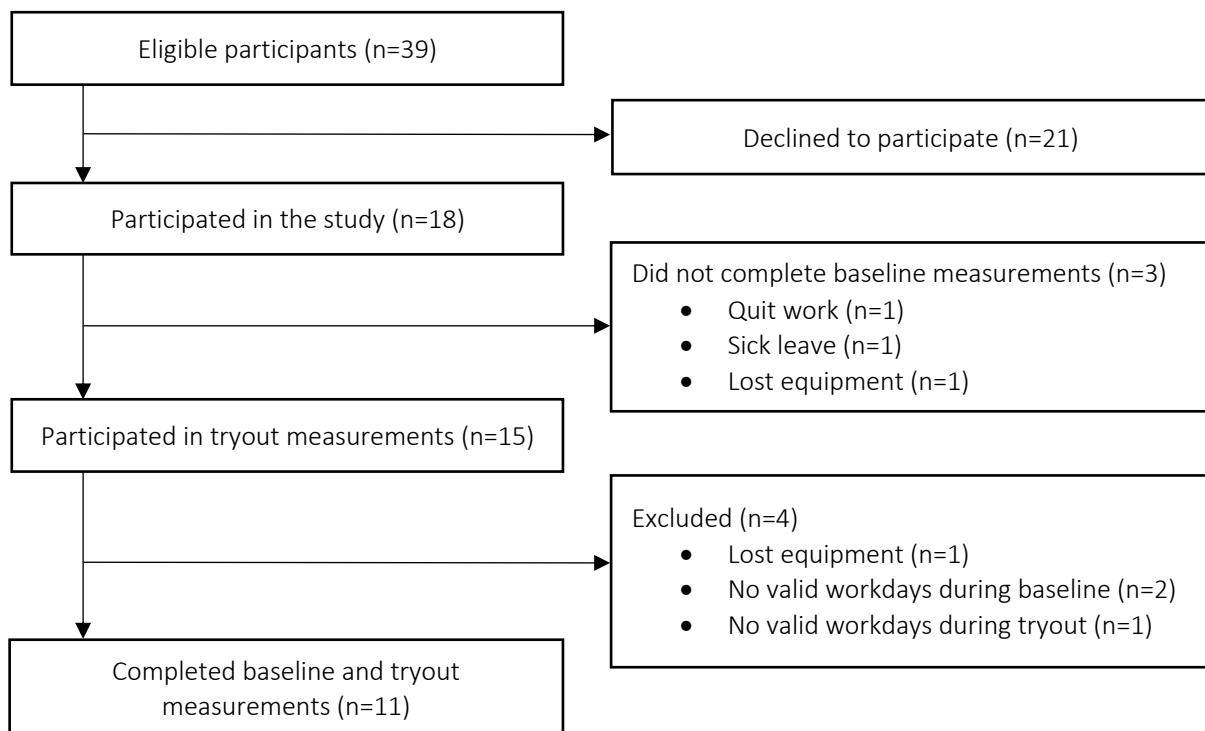 Eligible participants (n=39)
Declined to participate (n=21)
Participated in the study (n=18)
Did not complete baseline measurements (n=3)
• Quit work (n=1)
• Sick leave (n=1)
• Lost equipment (n=1)
Participated in tryout measurements (n=15)
Excluded (n=4)
• Lost equipment (n=1)
• No valid workdays during baseline (n=2)
• No valid workdays during tryout (n=1)
Completed baseline and tryout
measurements (n=11)